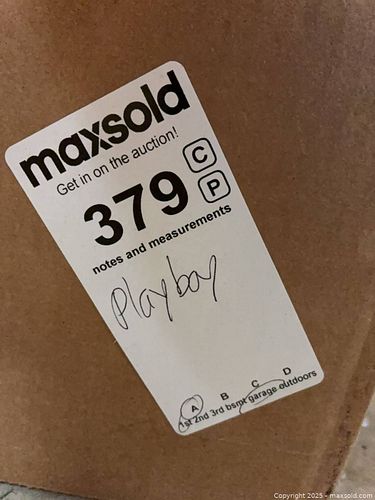 maxsold
Get in on the auction!
379 C
P
notes and measurements
Playboy
A B C D
1st 2nd 3rd bsmt garage outdoors
Copyright 2025 - maxsold.com